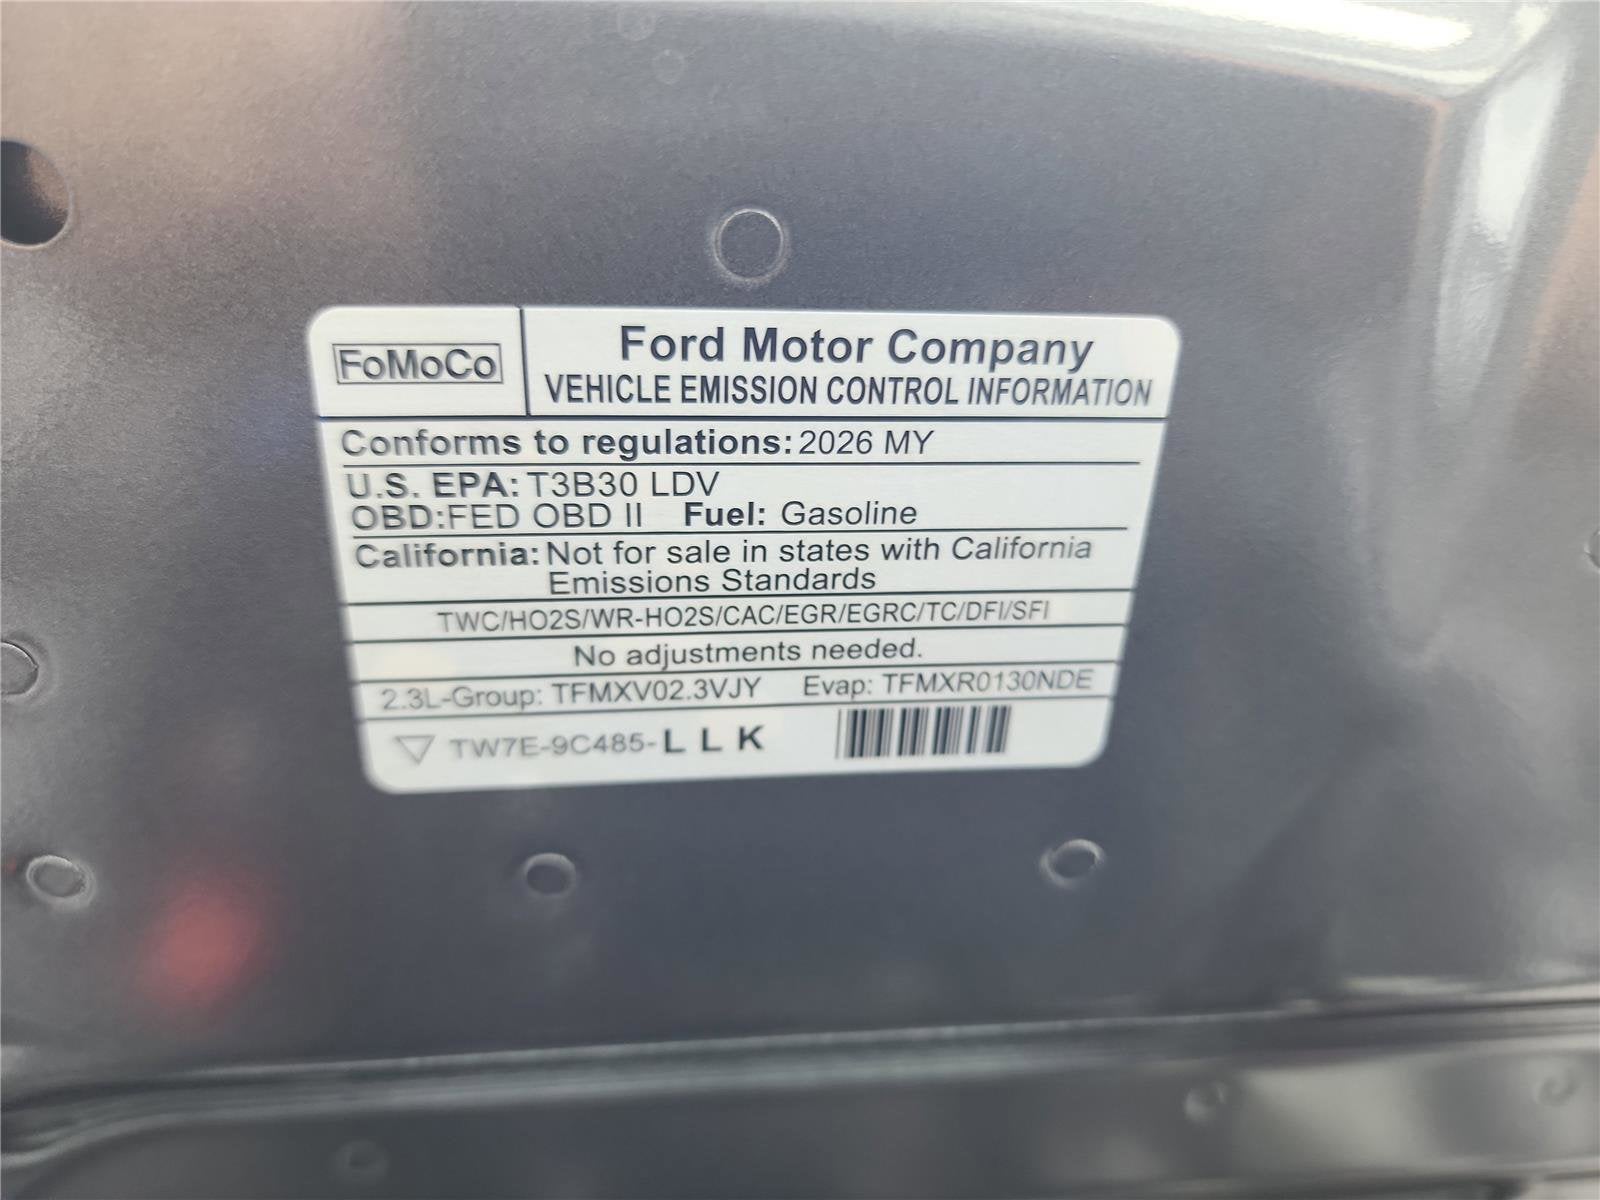 FoMoCo
Ford Motor Company
VEHICLE EMISSION CONTROL INFORMATION
Conforms to regulations: 2026 MY
U.S. EPA: T3B30 LDV
OBD:FED OBD II Fuel: Gasoline
California: Not for sale in states with California
Emissions Standards
TWC/HO2S/WR-HO2S/CAC/EGR/EGRC/TC/DFI/SFI
No adjustments needed.
2.3L-Group: TFMXV02.3VJY Evap: TFMXR0130NDE
TW7E-9C485-L L K